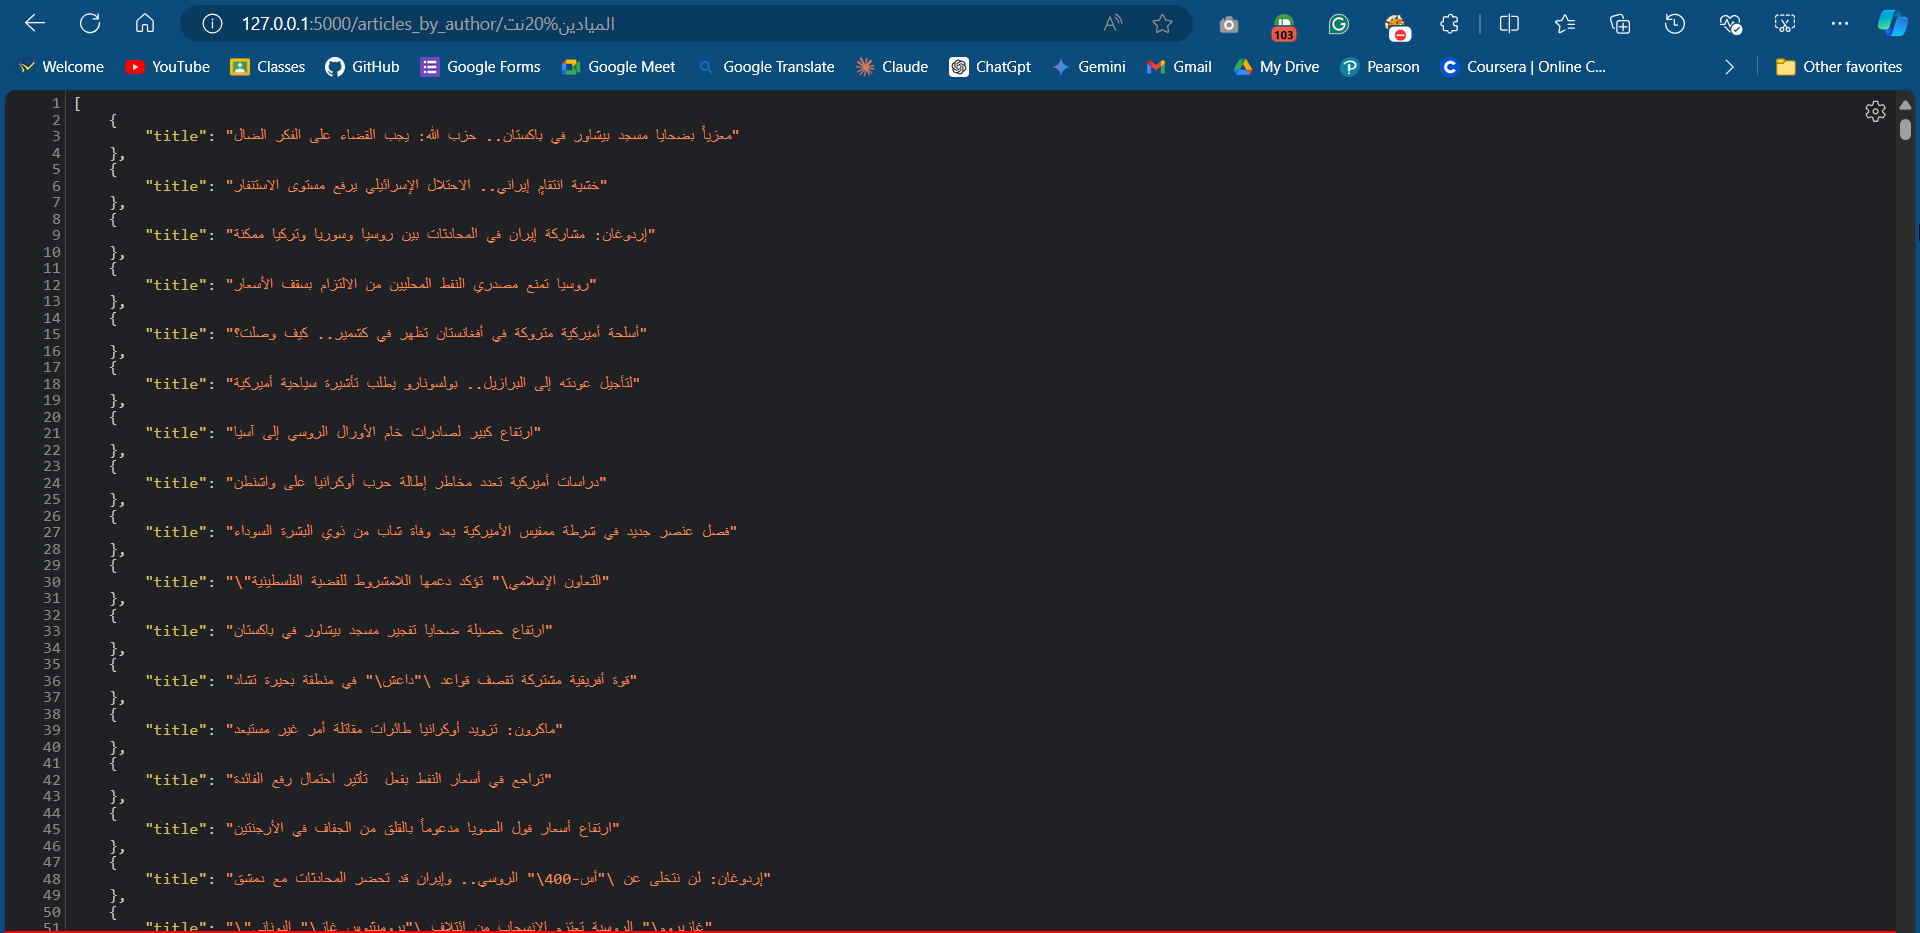 127.0.0.1:5000/articles_by_author/الميادين%20نت
103
Welcome YouTube Classes GitHub Google Forms Google Meet Google Translate Claude ChatGpt Gemini Gmail My Drive Pearson Coursera | Online C... Other favorites
1 [
2 {
3 "title": "معزياً بضحايا مسجد بيشاور في باكستان.. حزب الله: يجب القضاء على الفكر الضال"
4 },
5 {
6 "title": "خشية انتقامٍ إيراني.. الاحتلال الإسرائيلي يرفع مستوى الاستنفار"
7 },
8 {
9 "title": "إردوغان: مشاركة إيران في المحادثات بين روسيا وسوريا وتركيا ممكنة"
10 },
11 {
12 "title": "روسيا تمنع مصدري النفط المحليين من الالتزام بسقف الأسعار"
13 },
14 {
15 "title": "أسلحة أميركية متروكة في أفغانستان تظهر في كشمير.. كيف وصلت؟"
16 },
17 {
18 "title": "لتأجيل عودته إلى البرازيل.. بولسونارو يطلب تأشيرة سياحية أميركية"
19 },
20 {
21 "title": "ارتفاع كبير لصادرات خام الأورال الروسي إلى آسيا"
22 },
23 {
24 "title": "دراسات أميركية تعدد مخاطر إطالة حرب أوكرانيا على واشنطن"
25 },
26 {
27 "title": "فصل عنصر جديد في شرطة ممفيس الأميركية بعد وفاة شاب من ذوي البشرة السوداء"
28 },
29 {
30 "title": "\"التعاون الإسلامي\" تؤكد دعمها اللامشروط للقضية الفلسطينية"
31 },
32 {
33 "title": "ارتفاع حصيلة ضحايا تفجير مسجد بيشاور في باكستان"
34 },
35 {
36 "title": "قوة أفريقية مشتركة تقصف قواعد \"داعش\" في منطقة بحيرة تشاد"
37 },
38 {
39 "title": "ماكرون: تزويد أوكرانيا طائرات مقاتلة أمر غير مستبعد"
40 },
41 {
42 "title": "تراجع في أسعار النفط بفعل  تأثير احتمال رفع الفائدة"
43 },
44 {
45 "title": "ارتفاع أسعار فول الصويا مدعوماً بالقلق من الجفاف في الأرجنتين"
46 },
47 {
48 "title": "إردوغان: لن نتخلى عن \"أس-400\" الروسي.. وإيران قد تحضر المحادثات مع دمشق"
49 },
50 {
51 "title": "\"غازبروم\" الروسية تعتزم الانسحاب من ائتلاف \"بروميثيوس غاز\" اليوناني"